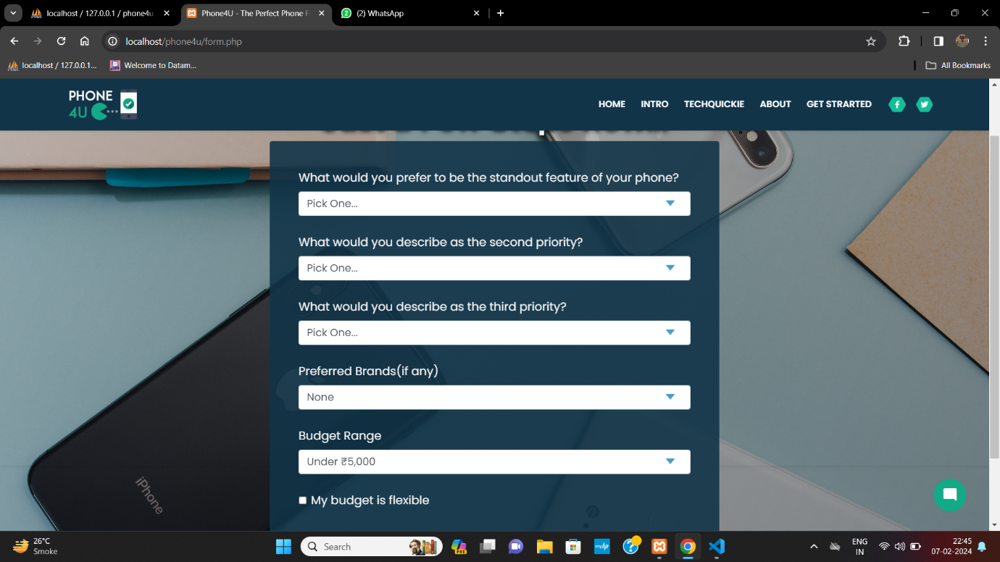 localhost / 127.0.0.1 / phone4u
Phone4U - The Perfect Phone F
(2) WhatsApp
localhost/phone4u/form.php
localhost / 127.0.0.1...
Welcome to Datam...
All Bookmarks
PHONE
4U
HOME
INTRO
TECHQUICKIE
ABOUT
GET STRARTED
What would you prefer to be the standout feature of your phone?
Pick One...
What would you describe as the second priority?
Pick One...
What would you describe as the third priority?
Pick One...
Preferred Brands(if any)
None
Budget Range
Under ₹5,000
My budget is flexible
iPhone
26°C
Smoke
Search
PRE
myhp
ENG
IN
22:45
07-02-2024